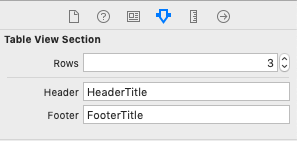 Table View Section
Rows 3
Header HeaderTitle
Footer FooterTitle